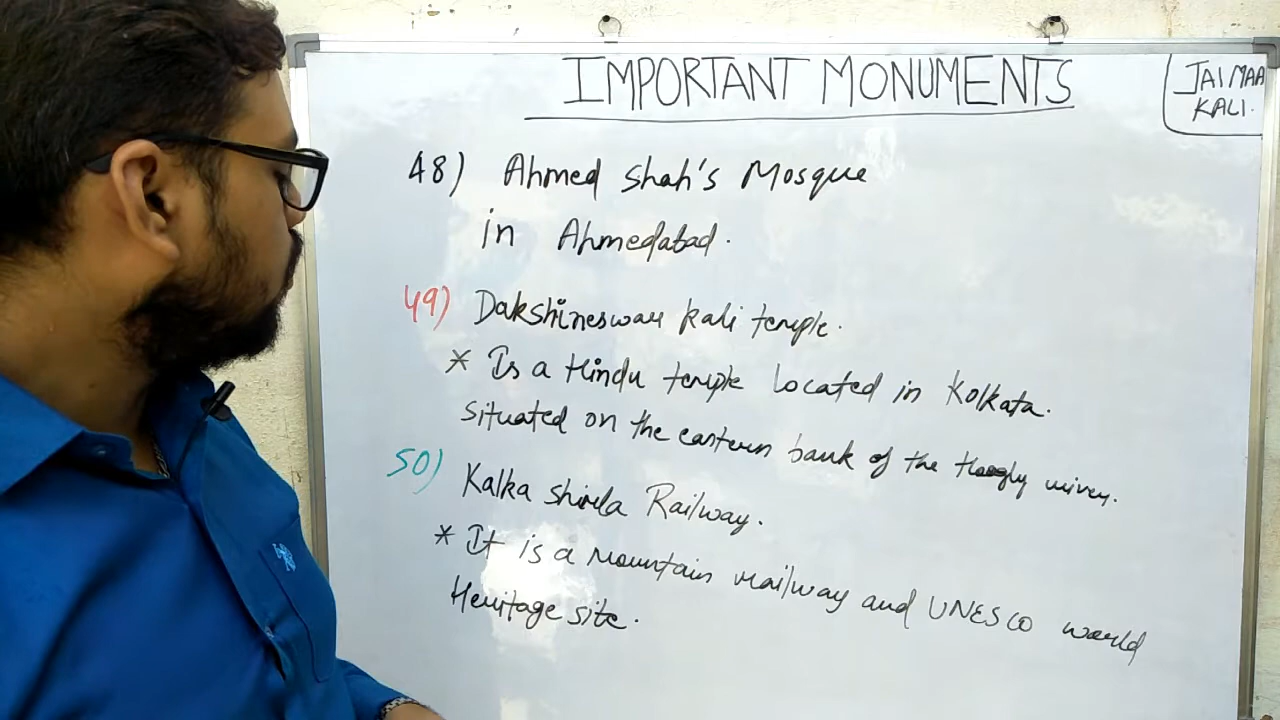 IMPORTANT MONUMENTS
JAI MAA
KALI.
48) Ahmed Shah's Mosque
in Ahmedabad.
49) Dakshineswar Kali temple.
* Is a Hindu temple Located in Kolkata.
Situated on the eastern bank of the Hoogly river.
50) Kalka Shimla Railway.
* It is a Mountain railway and UNESCO world
Heritage site.